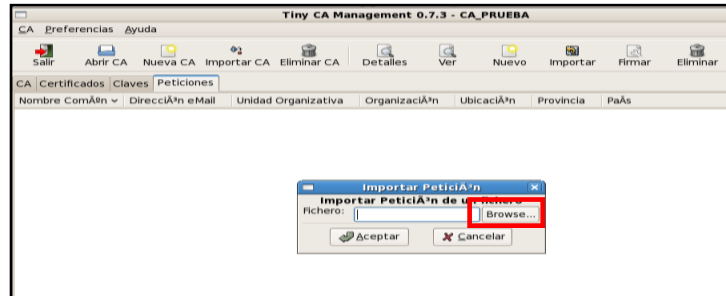 Tiny CA Management 0.7.3 - CA_PRUEBA
CA Preferencias Ayuda
Salir Abrir CA Nueva CA Importar CA Eliminar CA Detalles Ver Nuevo Importar Firmar Eliminar
CA Certificados Claves Peticiones
Nombre ComÃºn DirecciÃ³n eMail Unidad Organizativa OrganizaciÃ³n UbicaciÃ³n Provincia PaÃs
Importar PeticiÃ³n
Importar PeticiÃ³n de un fichero
Fichero: Browse...
Aceptar Cancelar